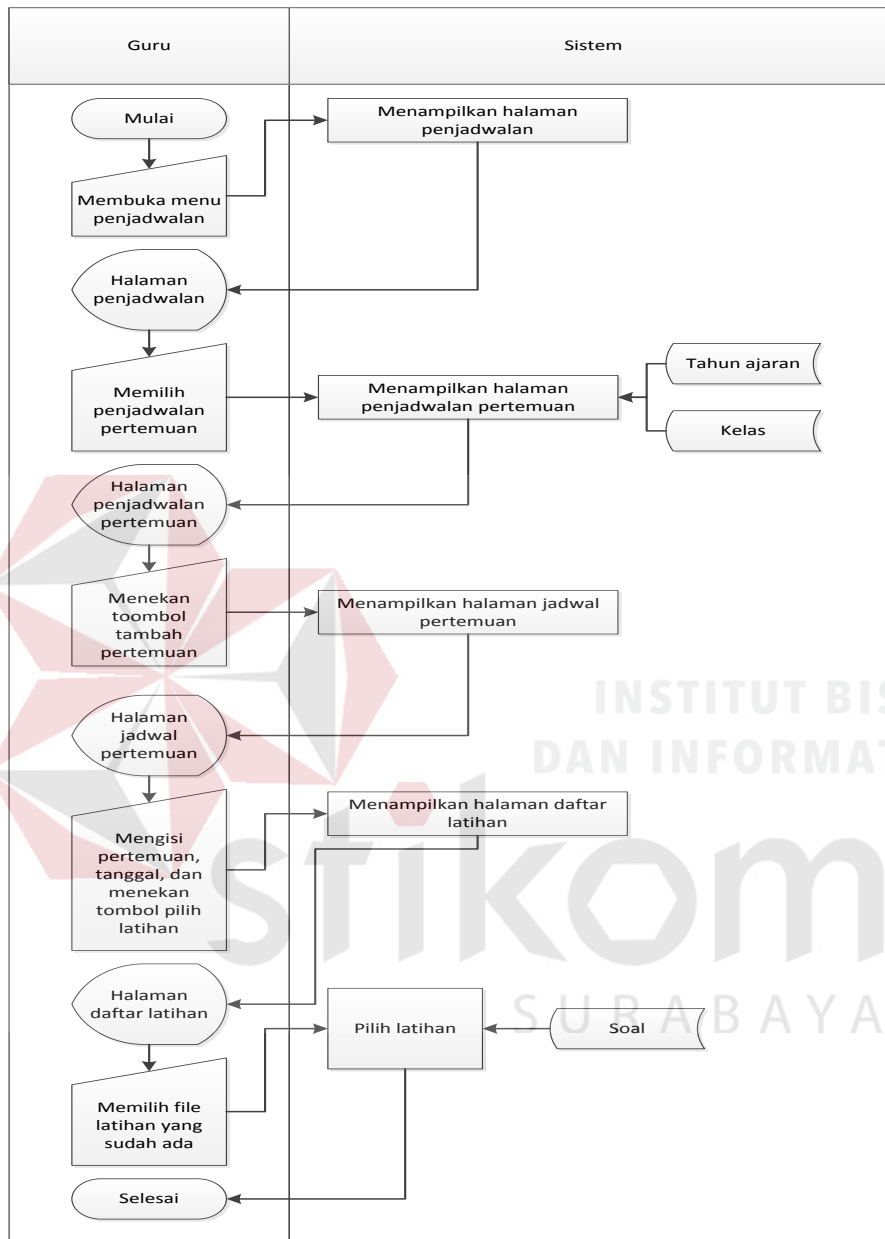 Guru
Sistem
Mulai
Menampilkan halaman
penjadwalan
Membuka menu
penjadwalan
Halaman
penjadwalan
Memilih
penjadwalan
pertemuan
Menampilkan halaman
penjadwalan pertemuan
Tahun ajaran
Kelas
Halaman
penjadwalan
pertemuan
Menekan
toombol
tambah
pertemuan
Menampilkan halaman jadwal
pertemuan
Halaman
jadwal
pertemuan
INSTITUT BIS
DAN INFORMAT
Mengisi
pertemuan,
tanggal, dan
menekan
tombol pilih
latihan
Menampilkan halaman daftar
latihan
stikom
SURABAYA
Halaman
daftar latihan
Pilih latihan
Soal
Memilih file
latihan yang
sudah ada
Selesai